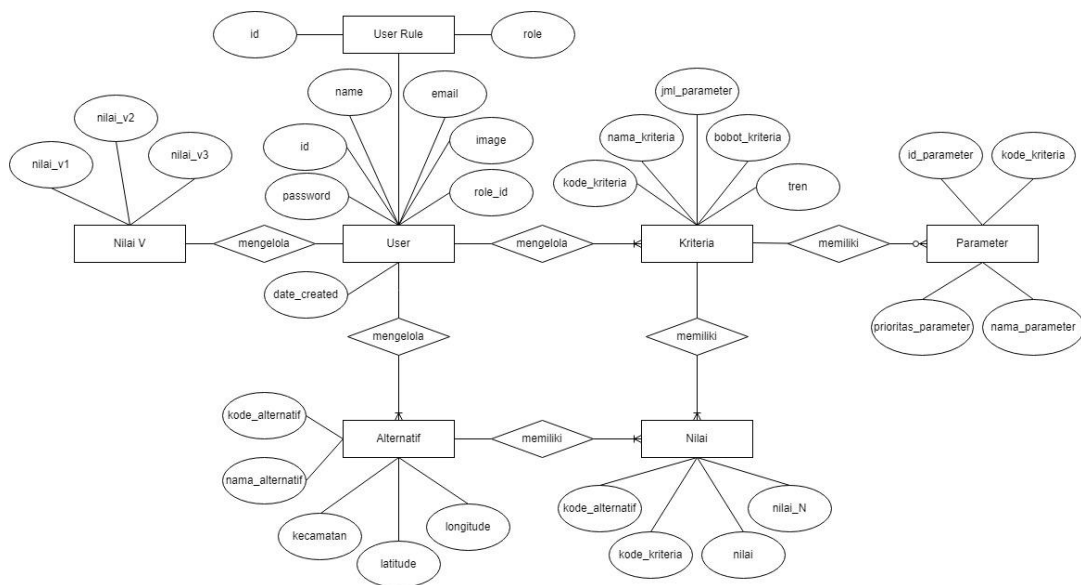 id
User Rule
role
name
email
jml_parameter
nilai_v2
nama_kriteria
bobot_kriteria
nilai_v1
nilai_v3
id
image
id_parameter
kode_kriteria
password
role_id
kode_kriteria
tren
Nilai V
mengelola
User
mengelola
Kriteria
memiliki
Parameter
date_created
mengelola
memiliki
prioritas_parameter
nama_parameter
kode_alternatif
Alternatif
memiliki
Nilai
nama_alternatif
kode_alternatif
nilai_N
kecamatan
longitude
latitude
kode_kriteria
nilai